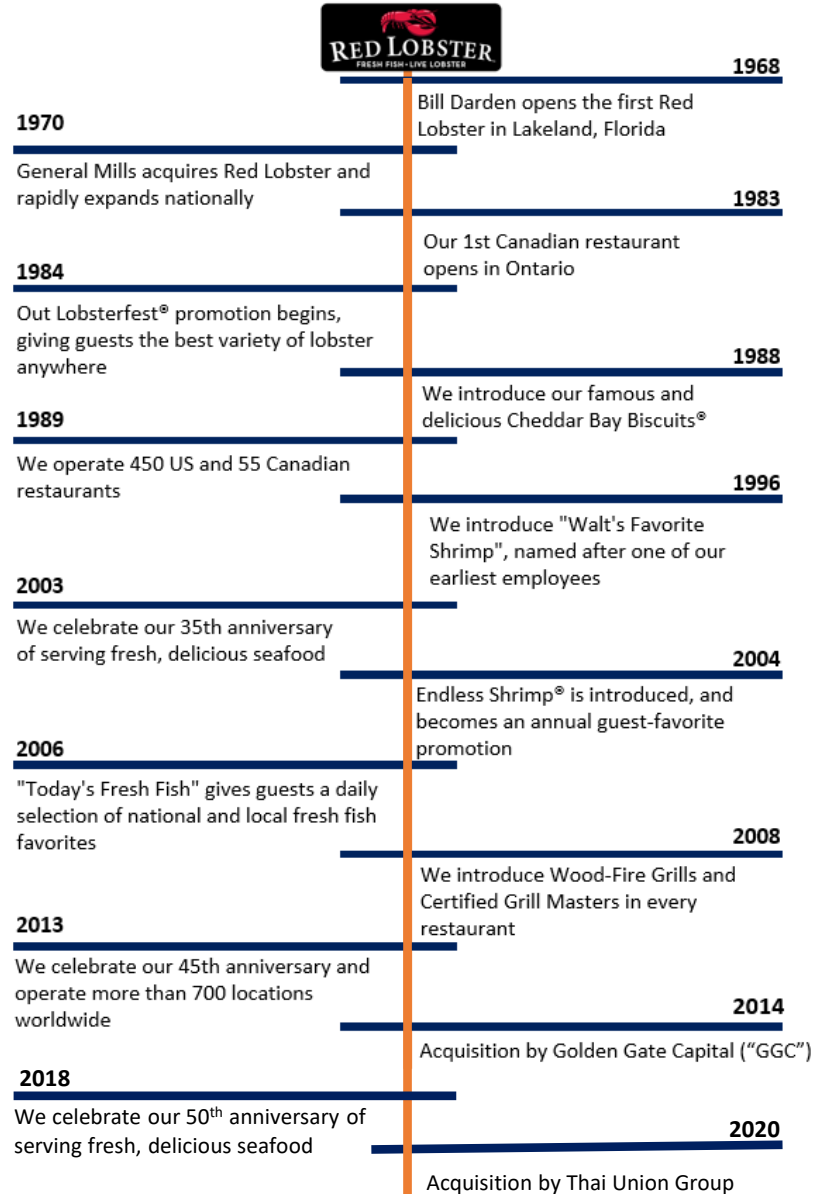 RED LOBSTER
FRESH FISH • LIVE LOBSTER
1968
Bill Darden opens the first Red
Lobster in Lakeland, Florida
1970
General Mills acquires Red Lobster and
rapidly expands nationally
1983
Our 1st Canadian restaurant
opens in Ontario
1984
Out Lobsterfest® promotion begins,
giving guests the best variety of lobster
anywhere
1988
We introduce our famous and
delicious Cheddar Bay Biscuits®
1989
We operate 450 US and 55 Canadian
restaurants
1996
We introduce "Walt's Favorite
Shrimp", named after one of our
earliest employees
2003
We celebrate our 35th anniversary
of serving fresh, delicious seafood
2004
Endless Shrimp® is introduced, and
becomes an annual guest-favorite
promotion
2006
"Today's Fresh Fish" gives guests a daily
selection of national and local fresh fish
favorites
2008
We introduce Wood-Fire Grills and
Certified Grill Masters in every
restaurant
2013
We celebrate our 45th anniversary and
operate more than 700 locations
worldwide
2014
Acquisition by Golden Gate Capital (“GGC”)
2018
We celebrate our 50th anniversary of
serving fresh, delicious seafood
2020
Acquisition by Thai Union Group